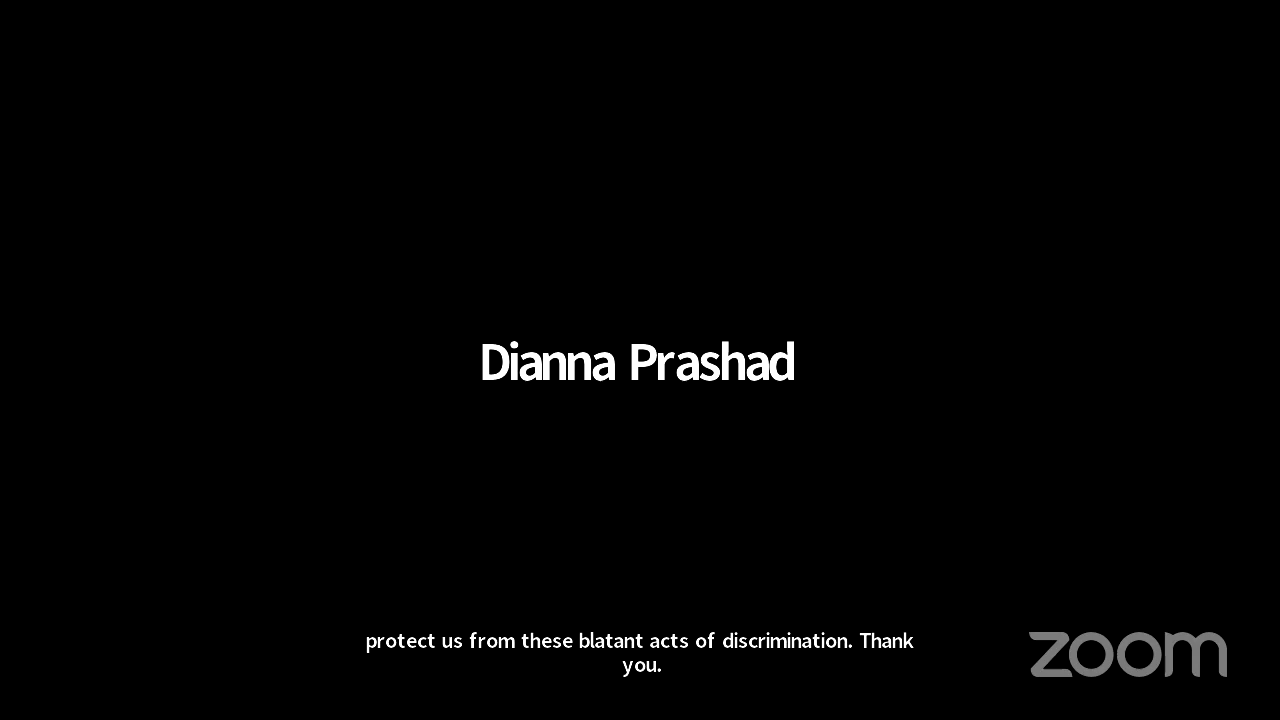 Dianna Prashad
protect us from these blatant acts of discrimination. Thank
you.
zoom